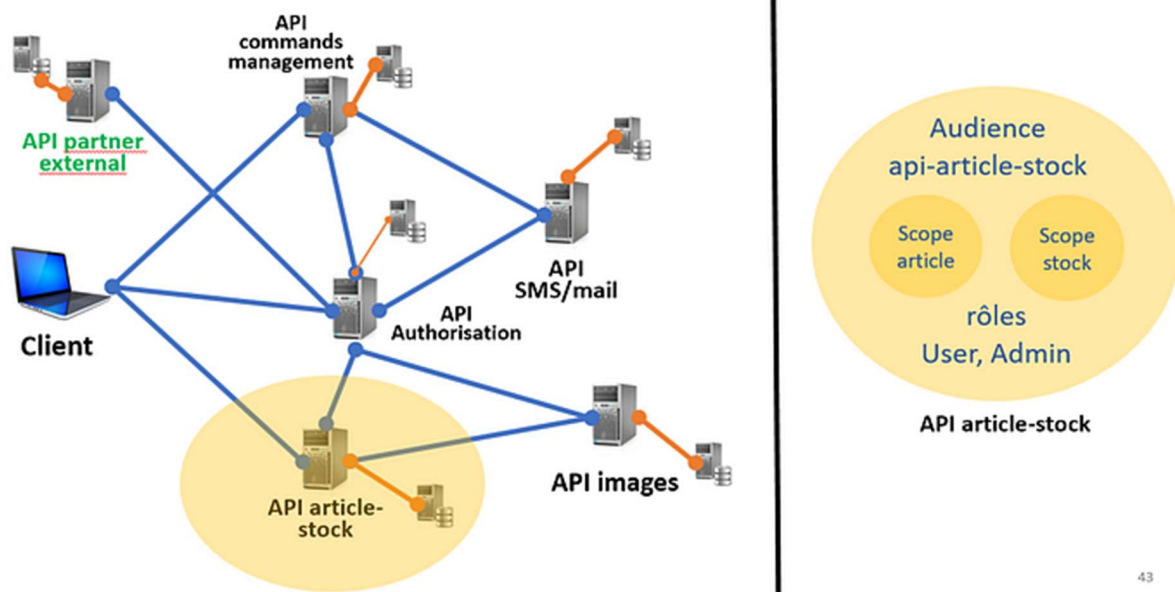 API
commands
management
API partner
external
API
SMS/mail
API
Authorisation
Client
API article-
stock
API images
Audience
api-article-stock
Scope
article
Scope
stock
rôles
User, Admin
API article-stock
43